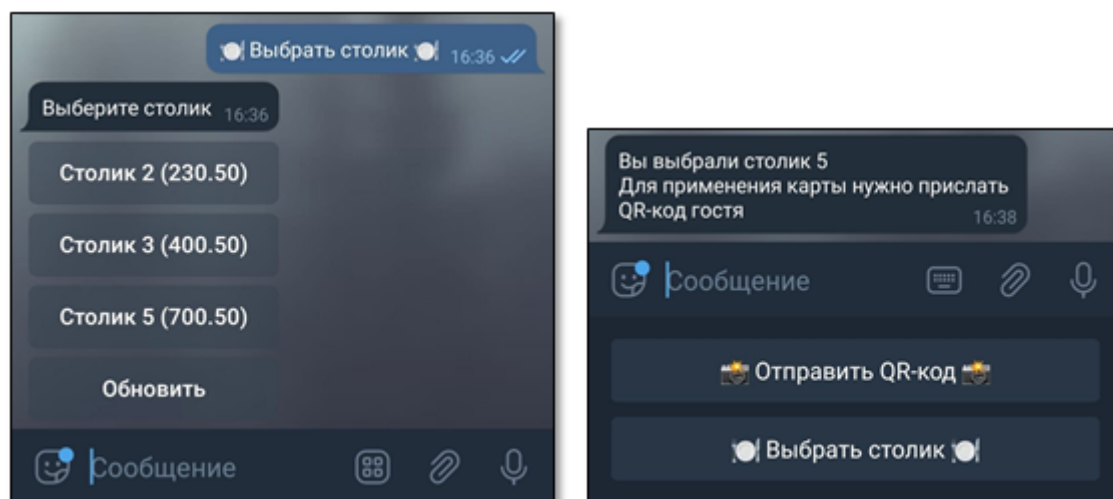 🍽 Выбрать столик 🍽 16:36
Выберите столик 16:36
Столик 2 (230.50)
Столик 3 (400.50)
Столик 5 (700.50)
Обновить
Сообщение
Вы выбрали столик 5
Для применения карты нужно прислать
QR-код гостя 16:38
Сообщение
📸 Отправить QR-код 📸
🍽 Выбрать столик 🍽